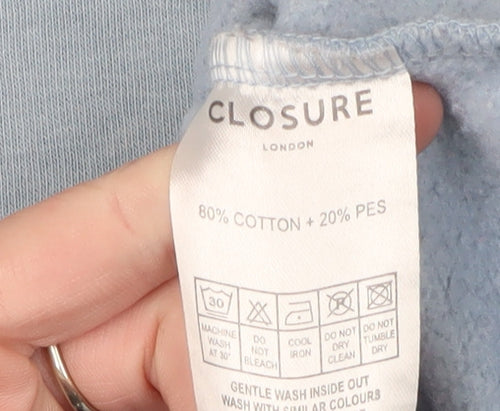 CLOSURE
LONDON
80% COTTON + 20% PES
30
MACHINE WASH AT 30°
DO NOT BLEACH
COOL IRON
DO NOT DRY CLEAN
DO NOT TUMBLE DRY
GENTLE WASH INSIDE OUT
WASH WITH SIMILAR COLOURS